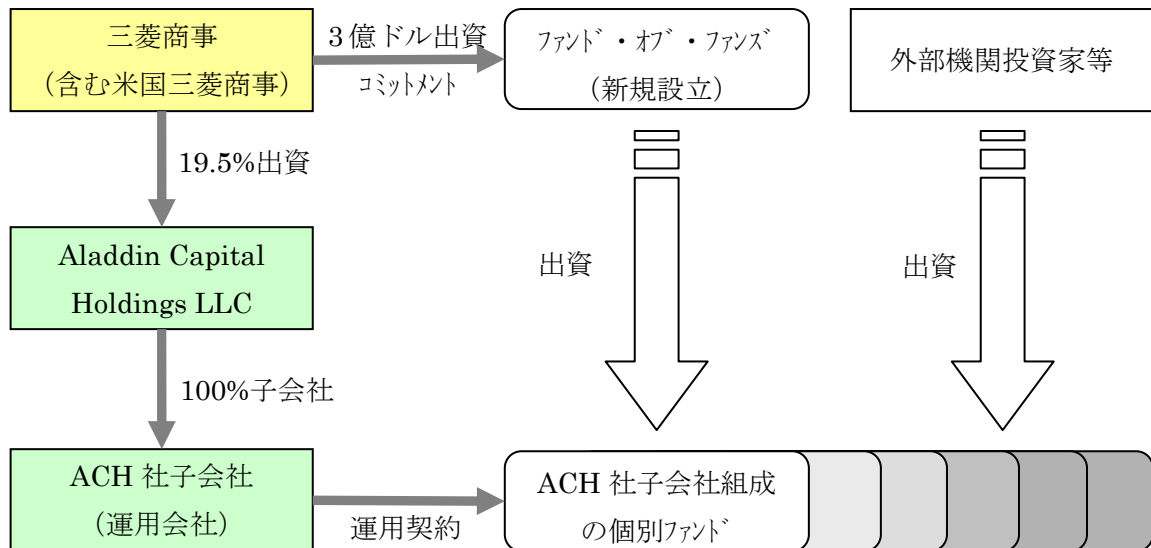 三菱商事
（含む米国三菱商事）
３億ドル出資
コミットメント
ﾌｧﾝﾄﾞ・ｵﾌﾞ・ﾌｧﾝｽﾞ
（新規設立）
外部機関投資家等
19.5%出資
Aladdin Capital
Holdings LLC
出資
出資
100%子会社
ACH 社子会社
（運用会社）
運用契約
ACH 社子会社組成
の個別ﾌｧﾝﾄﾞ